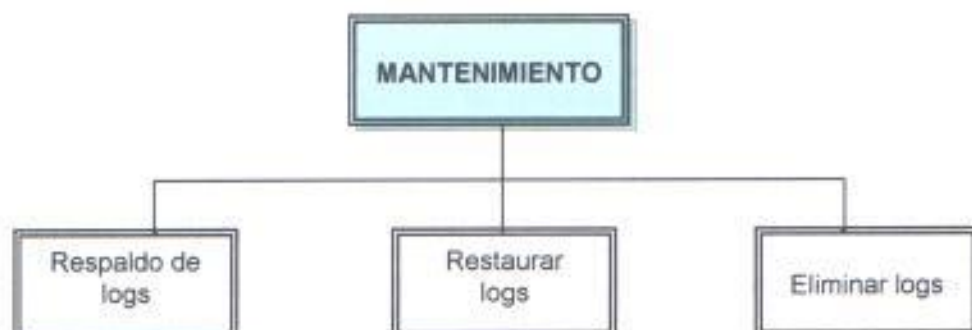 MANTENIMIENTO
Respaldo de
logs
Restaurar
logs
Eliminar logs